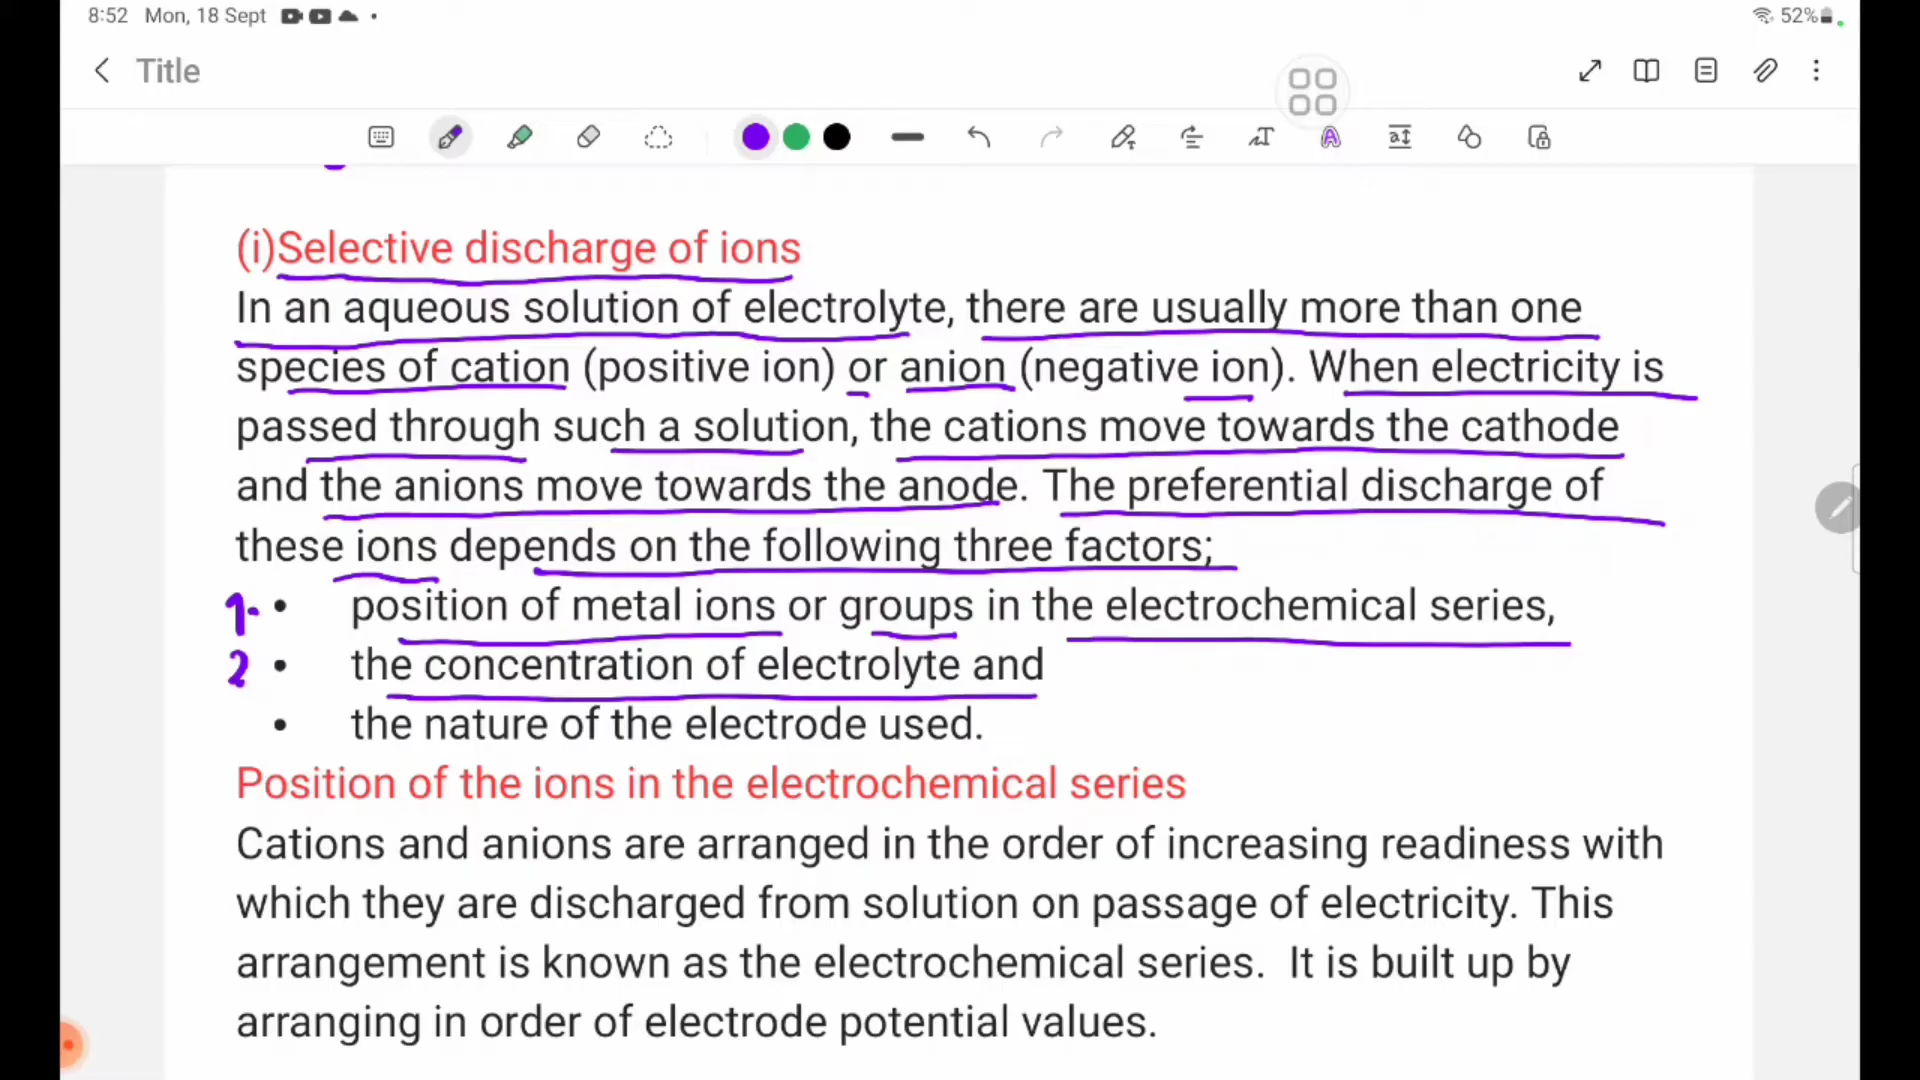 8:52 Mon, 18 Sept
52%
Title
(i)Selective discharge of ions
In an aqueous solution of electrolyte, there are usually more than one
species of cation (positive ion) or anion (negative ion). When electricity is
passed through such a solution, the cations move towards the cathode
and the anions move towards the anode. The preferential discharge of
these ions depends on the following three factors;
1. • position of metal ions or groups in the electrochemical series,
2 • the concentration of electrolyte and
• the nature of the electrode used.
Position of the ions in the electrochemical series
Cations and anions are arranged in the order of increasing readiness with
which they are discharged from solution on passage of electricity. This
arrangement is known as the electrochemical series. It is built up by
arranging in order of electrode potential values.